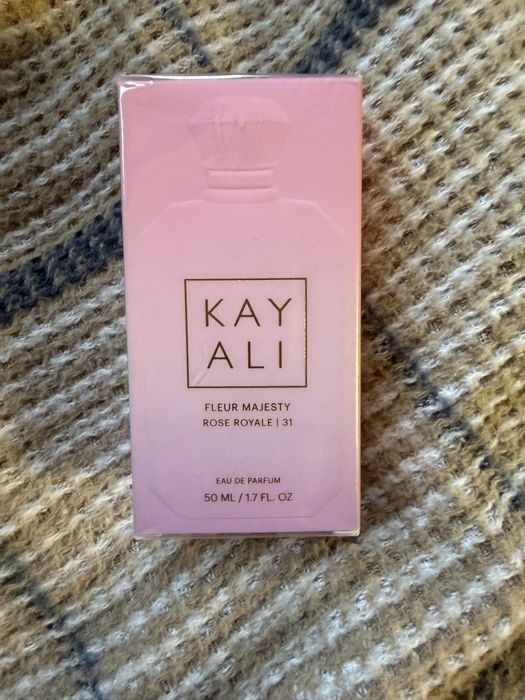 KAY
ALI
FLEUR MAJESTY
ROSE ROYALE | 31
EAU DE PARFUM
50 ML / 1.7 FL. OZ